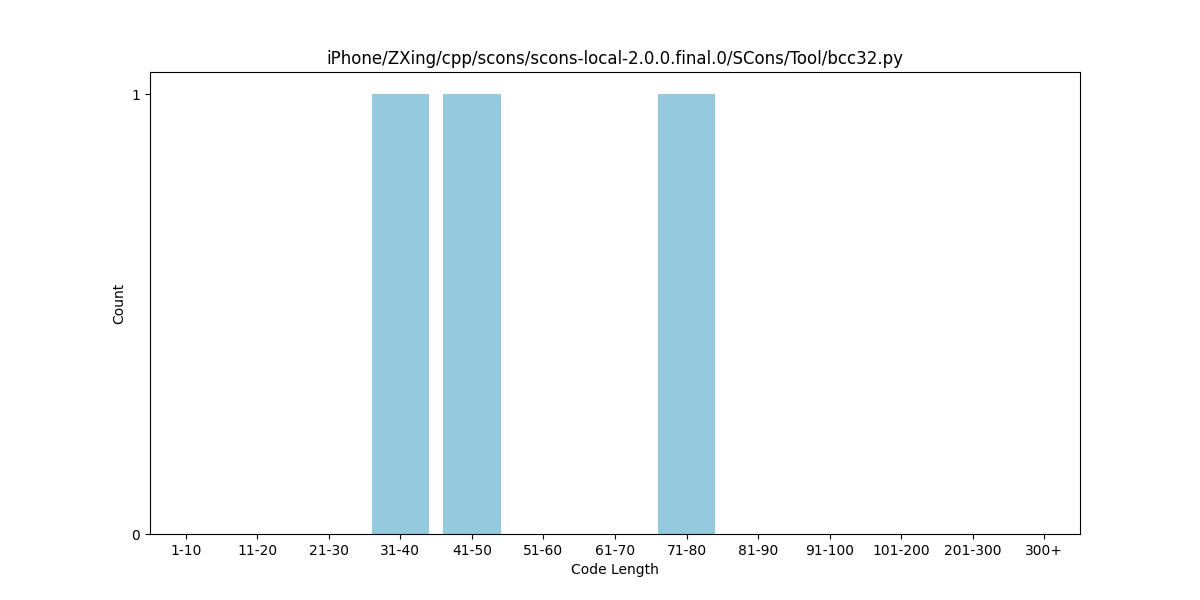 iPhone/ZXing/cpp/scons/scons-local-2.0.0.final.0/SCons/Tool/bcc32.py
1
Count
0
1-10 11-20 21-30 31-40 41-50 51-60 61-70 71-80 81-90 91-100 101-200 201-300 300+
Code Length